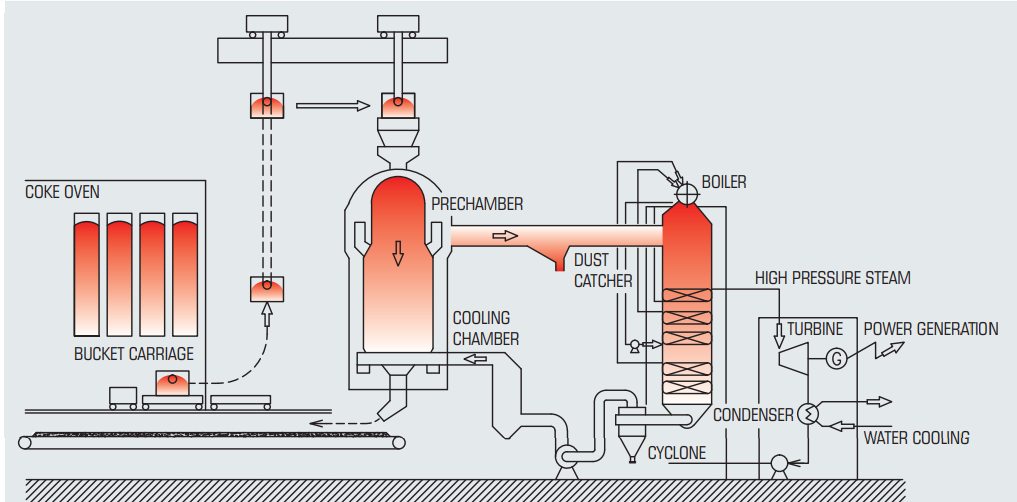 COKE OVEN
BUCKET CARRIAGE
PRECHAMBER
COOLING
CHAMBER
DUST
CATCHER
BOILER
HIGH PRESSURE STEAM
TURBINE
G
POWER GENERATION
CONDENSER
WATER COOLING
CYCLONE